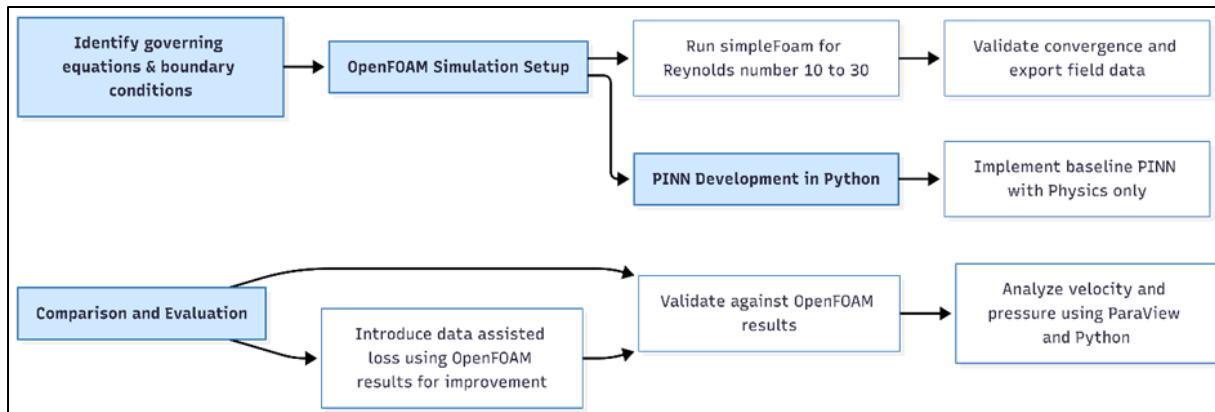 Identify governing
equations & boundary
conditions
OpenFOAM Simulation Setup
Run simpleFoam for
Reynolds number 10 to 30
Validate convergence and
export field data
PINN Development in Python
Implement baseline PINN
with Physics only
Comparison and Evaluation
Introduce data assisted
loss using OpenFOAM
results for improvement
Validate against OpenFOAM
results
Analyze velocity and
pressure using ParaView
and Python